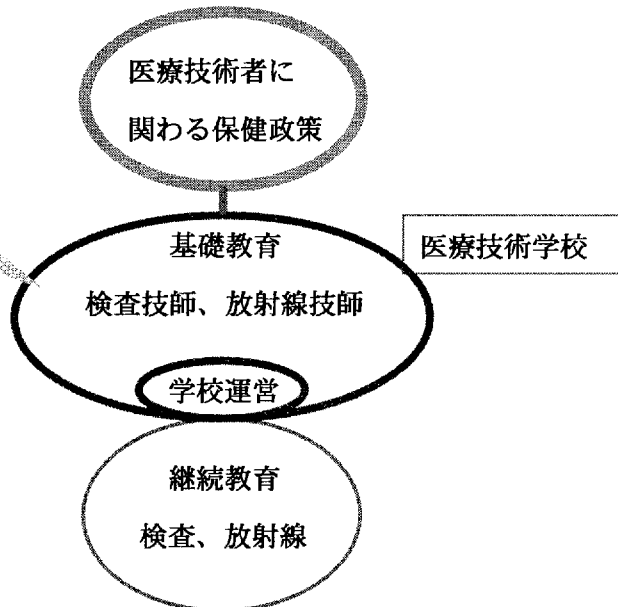 医療技術者に
関わる保健政策
基礎教育
医療技術学校
検査技師、放射線技師
学校運営
継続教育
検査、放射線